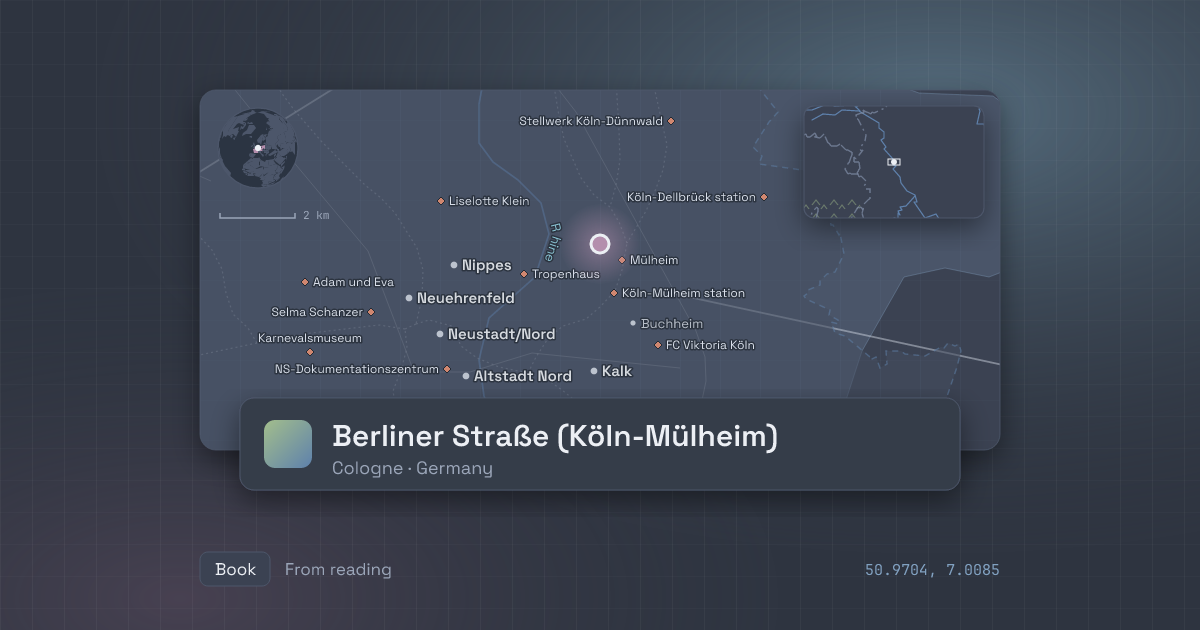 Stellwerk Köln-Dünnwald
Liselotte Klein
Köln-Dellbrück station
2 km
Rhine
Nippes
Mülheim
Tropenhaus
Adam und Eva
Neuehrenfeld
Köln-Mülheim station
Selma Schanzer
Buchheim
Karnevalsmuseum
Neustadt/Nord
FC Viktoria Köln
NS-Dokumentationszentrum
Altstadt Nord
Kalk
Berliner Straße (Köln-Mülheim)
Cologne · Germany
Book
From reading
50.9704, 7.0085